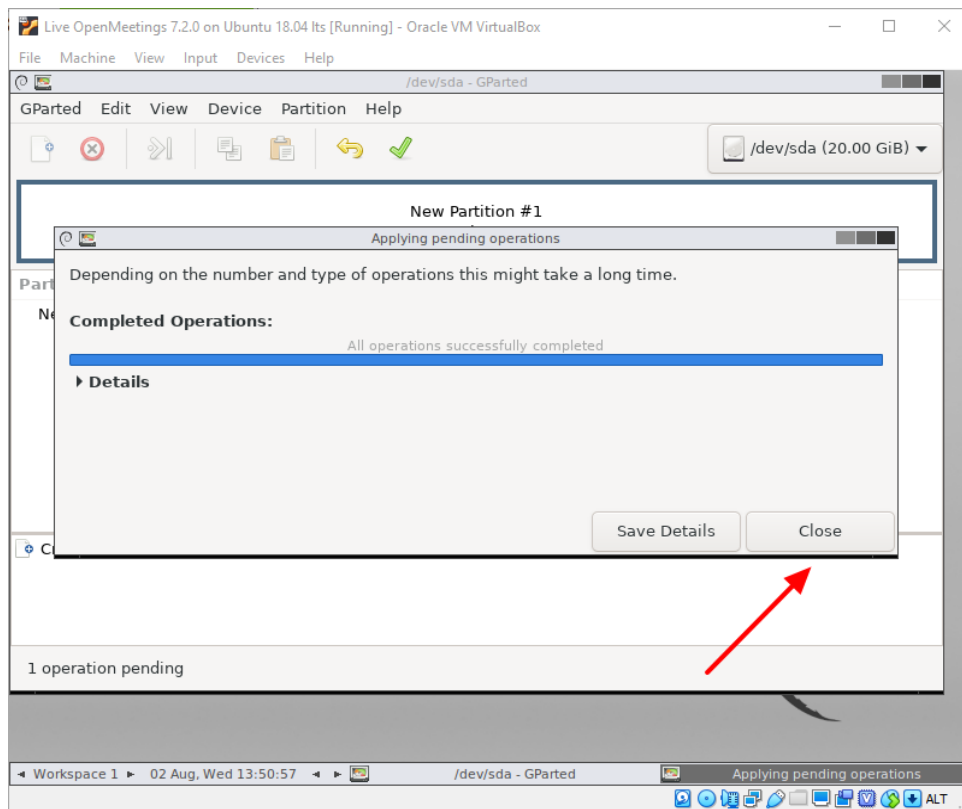 Live OpenMeetings 7.2.0 on Ubuntu 18.04 lts [Running] - Oracle VM VirtualBox
File Machine View Input Devices Help
/dev/sda - GParted
GParted Edit View Device Partition Help
/dev/sda (20.00 GiB)
New Partition #1
Applying pending operations
Part
Depending on the number and type of operations this might take a long time.
Ne
Completed Operations:
All operations successfully completed
Details
Save Details Close
1 operation pending
Workspace 1 02 Aug, Wed 13:50:57 /dev/sda - GParted Applying pending operations
ALT